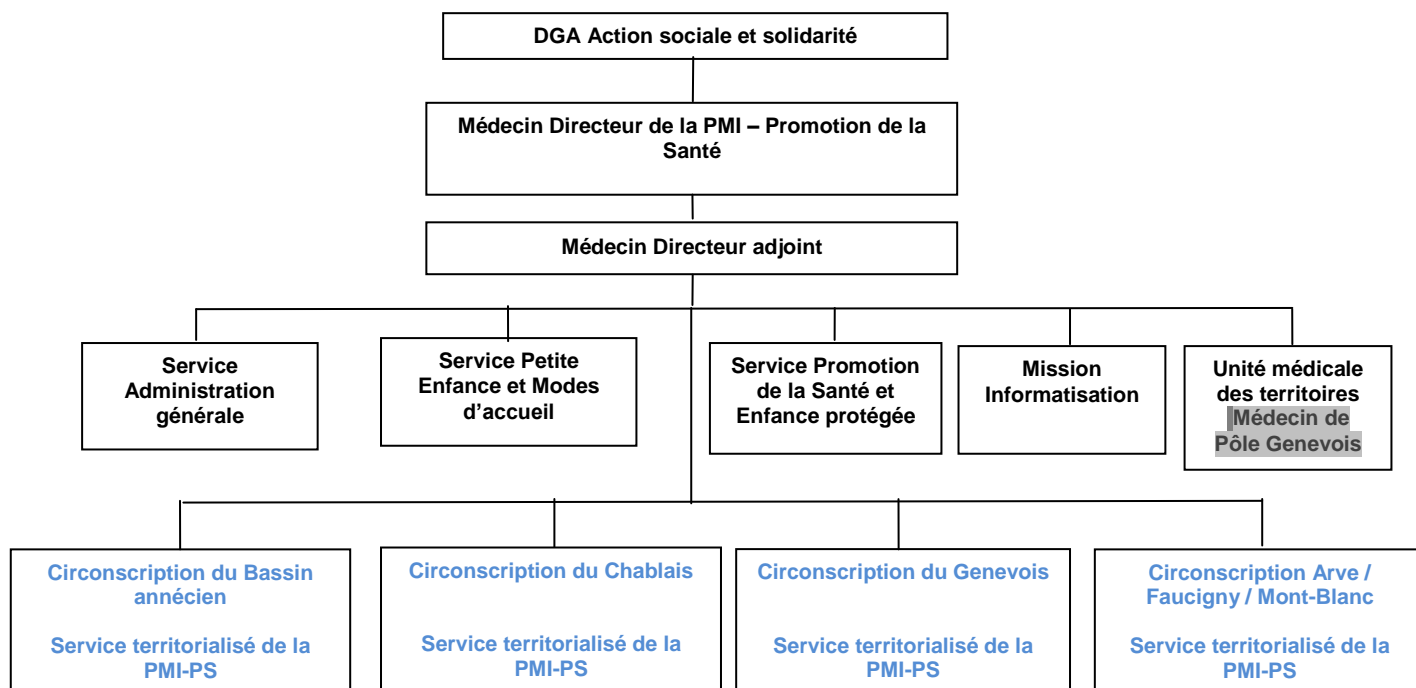 DGA Action sociale et solidarité
Médecin Directeur de la PMI – Promotion de la
Santé
Médecin Directeur adjoint
Service
Administration
générale
Service Petite
Enfance et Modes
d'accueil
Service Promotion
de la Santé et
Enfance protégée
Mission
Informatisation
Unité médicale
des territoires
Médecin de
Pôle Genevois
Circonscription du Bassin
annécien
Service territorialisé de la
PMI-PS
Circonscription du Chablais
Service territorialisé de la
PMI-PS
Circonscription du Genevois
Service territorialisé de la
PMI-PS
Circonscription Arve /
Faucigny / Mont-Blanc
Service territorialisé de la
PMI-PS